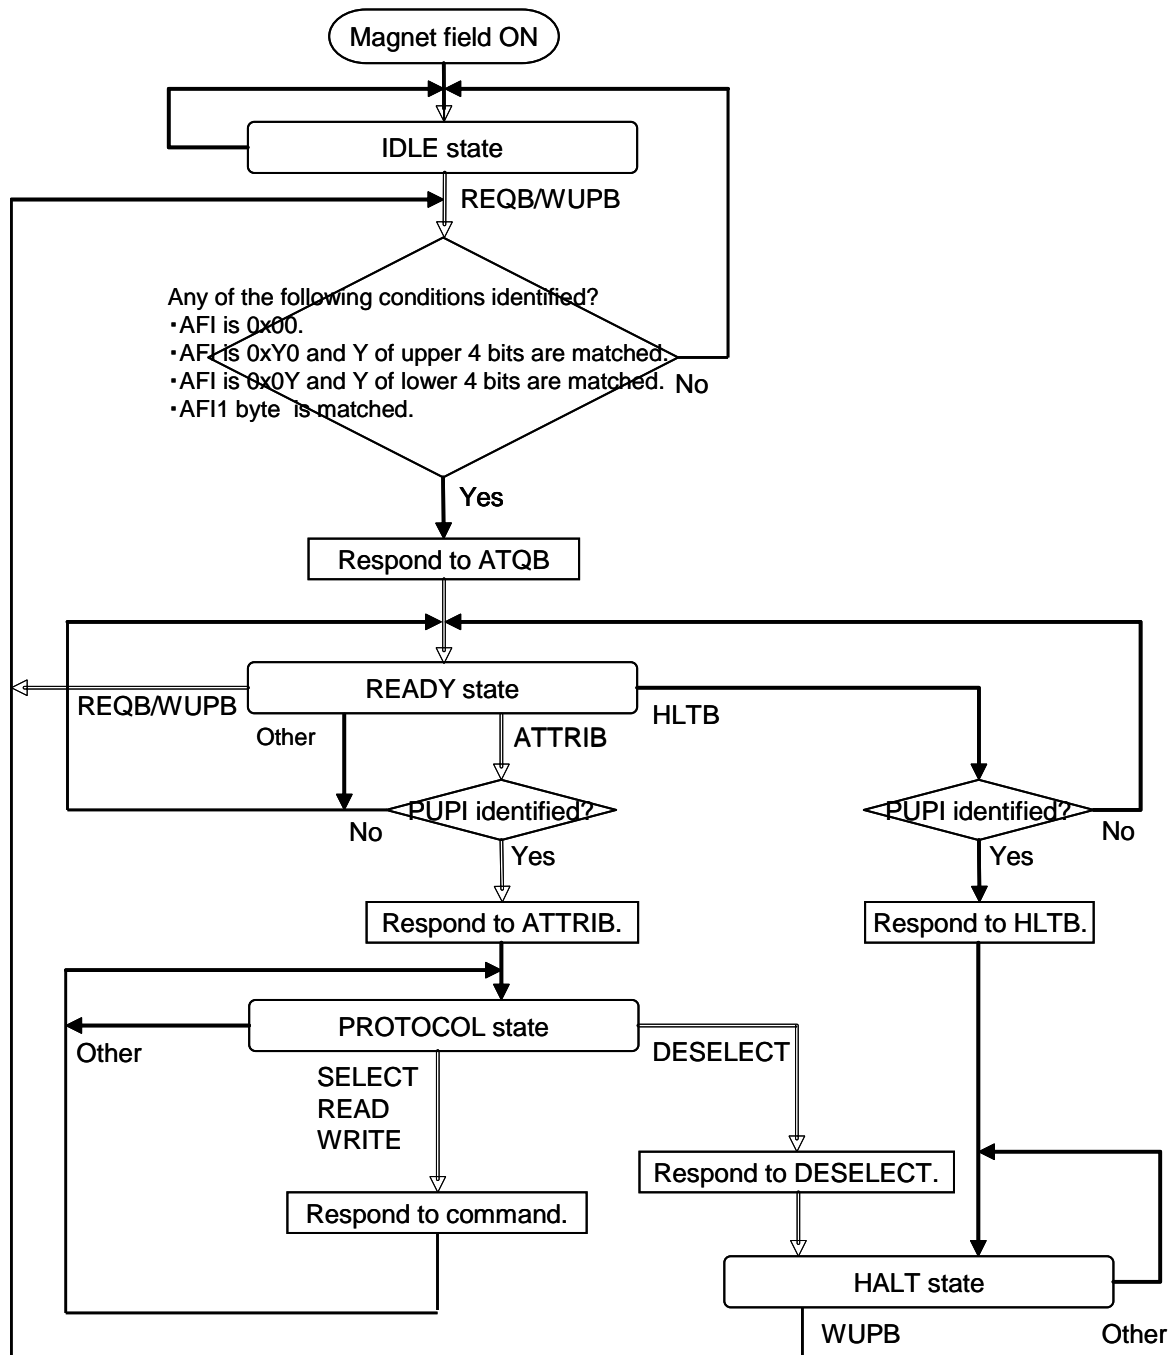 Magnet field ON
IDLE state
REQB/WUPB
Any of the following conditions identified?
・AFI is 0x00.
・AFI is 0xY0 and Y of upper 4 bits are matched.
・AFI is 0x0Y and Y of lower 4 bits are matched.
No
・AFI1 byte  is matched.
Yes
Respond to ATQB
READY state
REQB/WUPB
HLTB
Other
ATTRIB
PUPI identified?
PUPI identified?
No
No
Yes
Yes
Respond to ATTRIB.
Respond to HLTB.
PROTOCOL state
Other
DESELECT
SELECT
READ
WRITE
Respond to DESELECT.
Respond to command.
HALT state
WUPB
Other